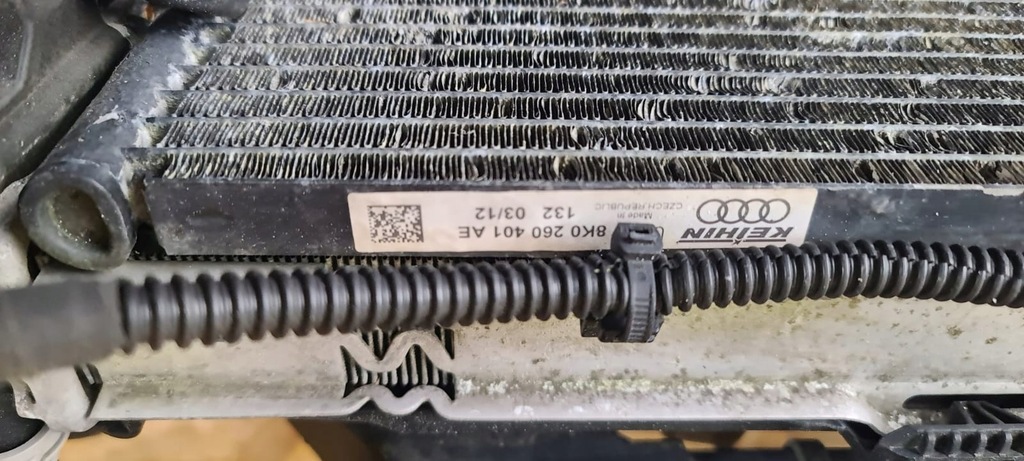 KEIHIN
Made in
CZECH REPUBLIC
8K0 260 401 AE
132 03/12